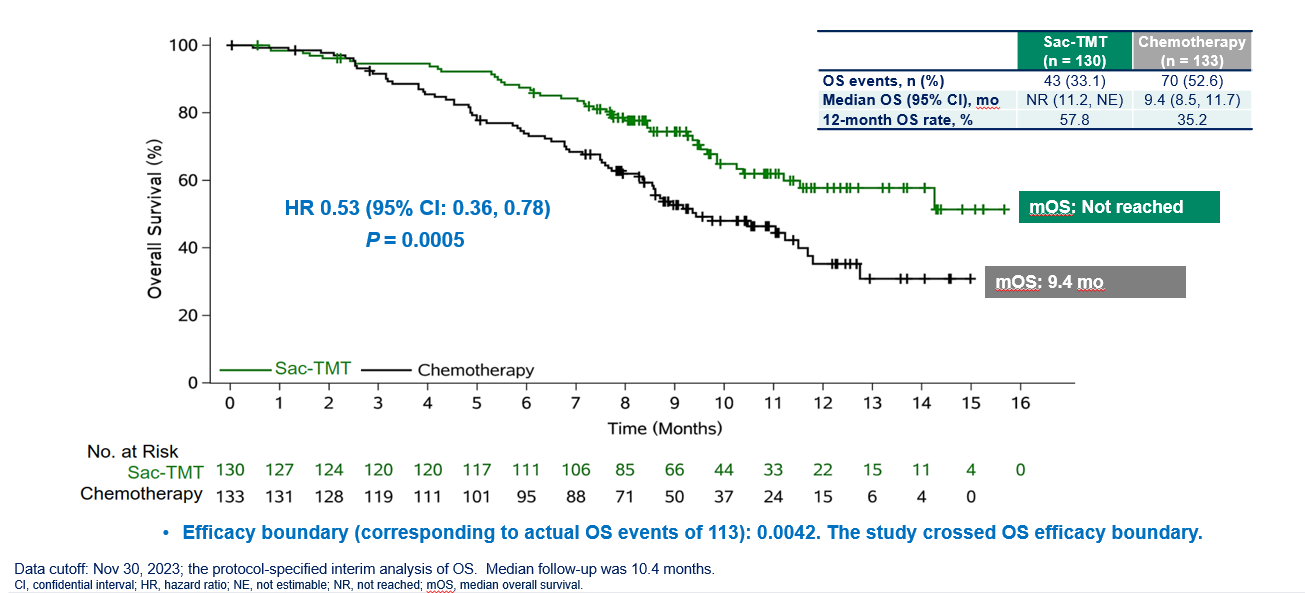 Sac-TMT (n = 130) Chemotherapy (n = 133)
OS events, n (%) 43 (33.1) 70 (52.6)
Median OS (95% CI), mo NR (11.2, NE) 9.4 (8.5, 11.7)
12-month OS rate, % 57.8 35.2
Overall Survival (%)
100
80
60
40
20
0
HR 0.53 (95% CI: 0.36, 0.78)
P = 0.0005
mOS: Not reached
mOS: 9.4 mo
Sac-TMT Chemotherapy
0 1 2 3 4 5 6 7 8 9 10 11 12 13 14 15 16
Time (Months)
No. at Risk
Sac-TMT 130 127 124 120 120 117 111 106 85 66 44 33 22 15 11 4 0
Chemotherapy 133 131 128 119 111 101 95 88 71 50 37 24 15 6 4 0
• Efficacy boundary (corresponding to actual OS events of 113): 0.0042. The study crossed OS efficacy boundary.
Data cutoff: Nov 30, 2023; the protocol-specified interim analysis of OS. Median follow-up was 10.4 months.
CI, confidential interval; HR, hazard ratio; NE, not estimable; NR, not reached; mOS, median overall survival.